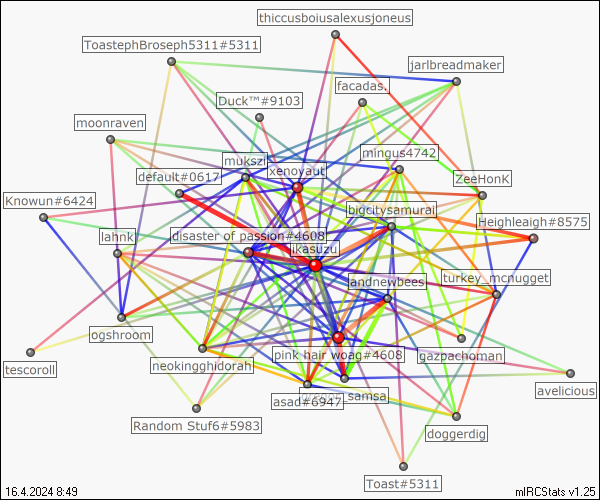 thiccusboiusalexusjoneus
ToastephBroseph5311#5311
jarlbreadmaker
facadas.
Duck™#9103
moonraven
mukszi
mingus4742
xenoyaut
default#0617
ZeeHonK
Knowun#6424
bigcitysamurai
Heighleaigh#8575
lahnk
disaster of passion#4608
ikasuzu
andnewbees
turkey_mcnugget
ogshroom
pink hair woag#4608
gazpachoman
tescoroll
neokingghidorah
avelicious
asad#6947
samsa
Random Stuf6#5983
doggerdig
Toast#5311
16.4.2024 8:49
mIRCStats v1.25